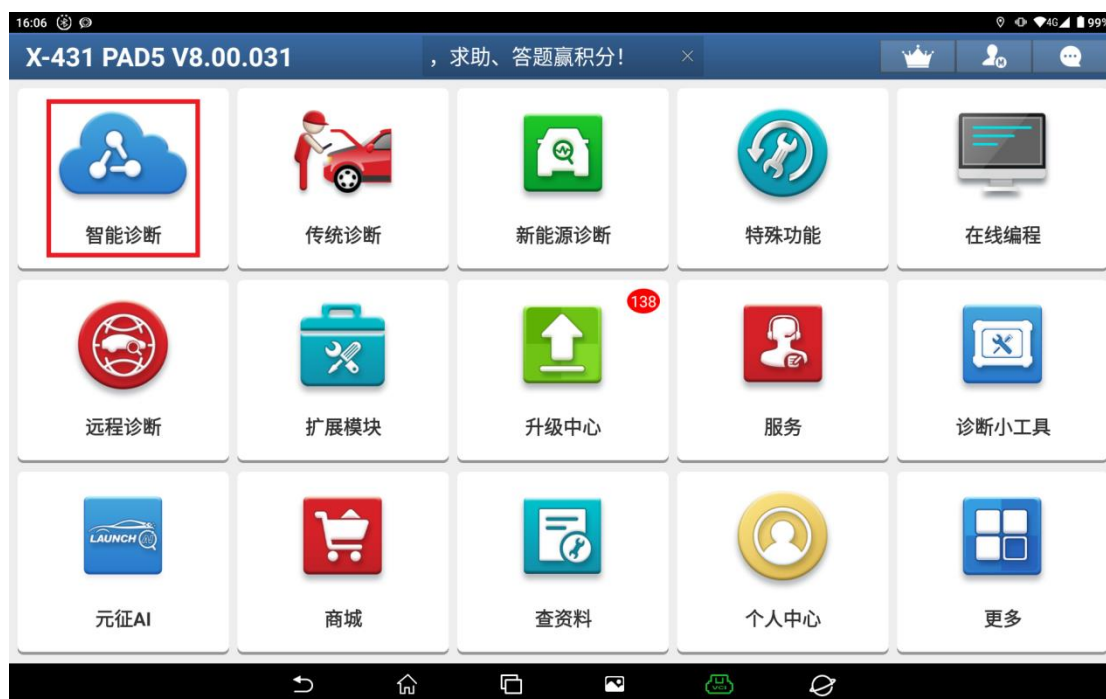 16:06 4G 99%
X-431 PAD5 V8.00.031 ，求助、答题赢积分！ ×
智能诊断 传统诊断 新能源诊断 特殊功能 在线编程
138
远程诊断 扩展模块 升级中心 服务 诊断小工具
LAUNCH
元征AI 商城 查资料 个人中心 更多
VCI